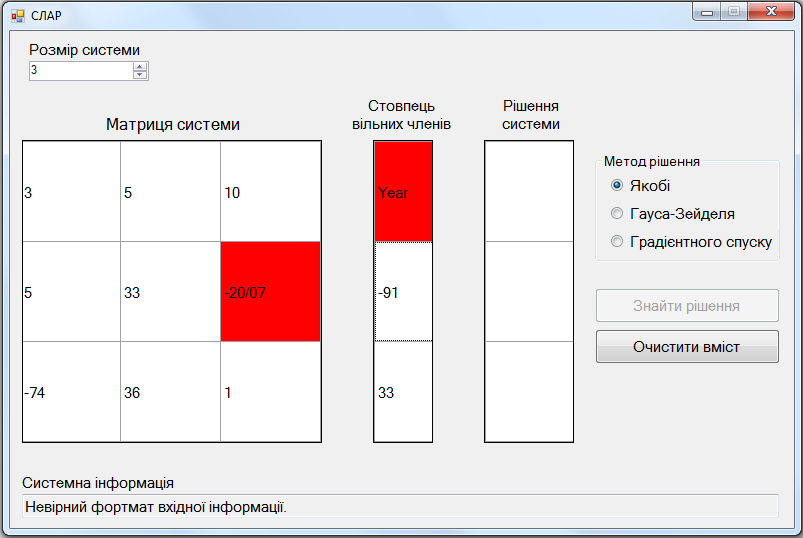 СЛАР
Розмір системи
3
Матриця системи
Стовпець
вільних членів
Рішення
системи
3 5 10
Year
5 33 -20/07
-91
-74 36 1
33
Метод рішення
Якобі
Гауса-Зейделя
Градієнтного спуску
Знайти рішення
Очистити вміст
Системна інформація
Невірний фортмат вхідної інформації.